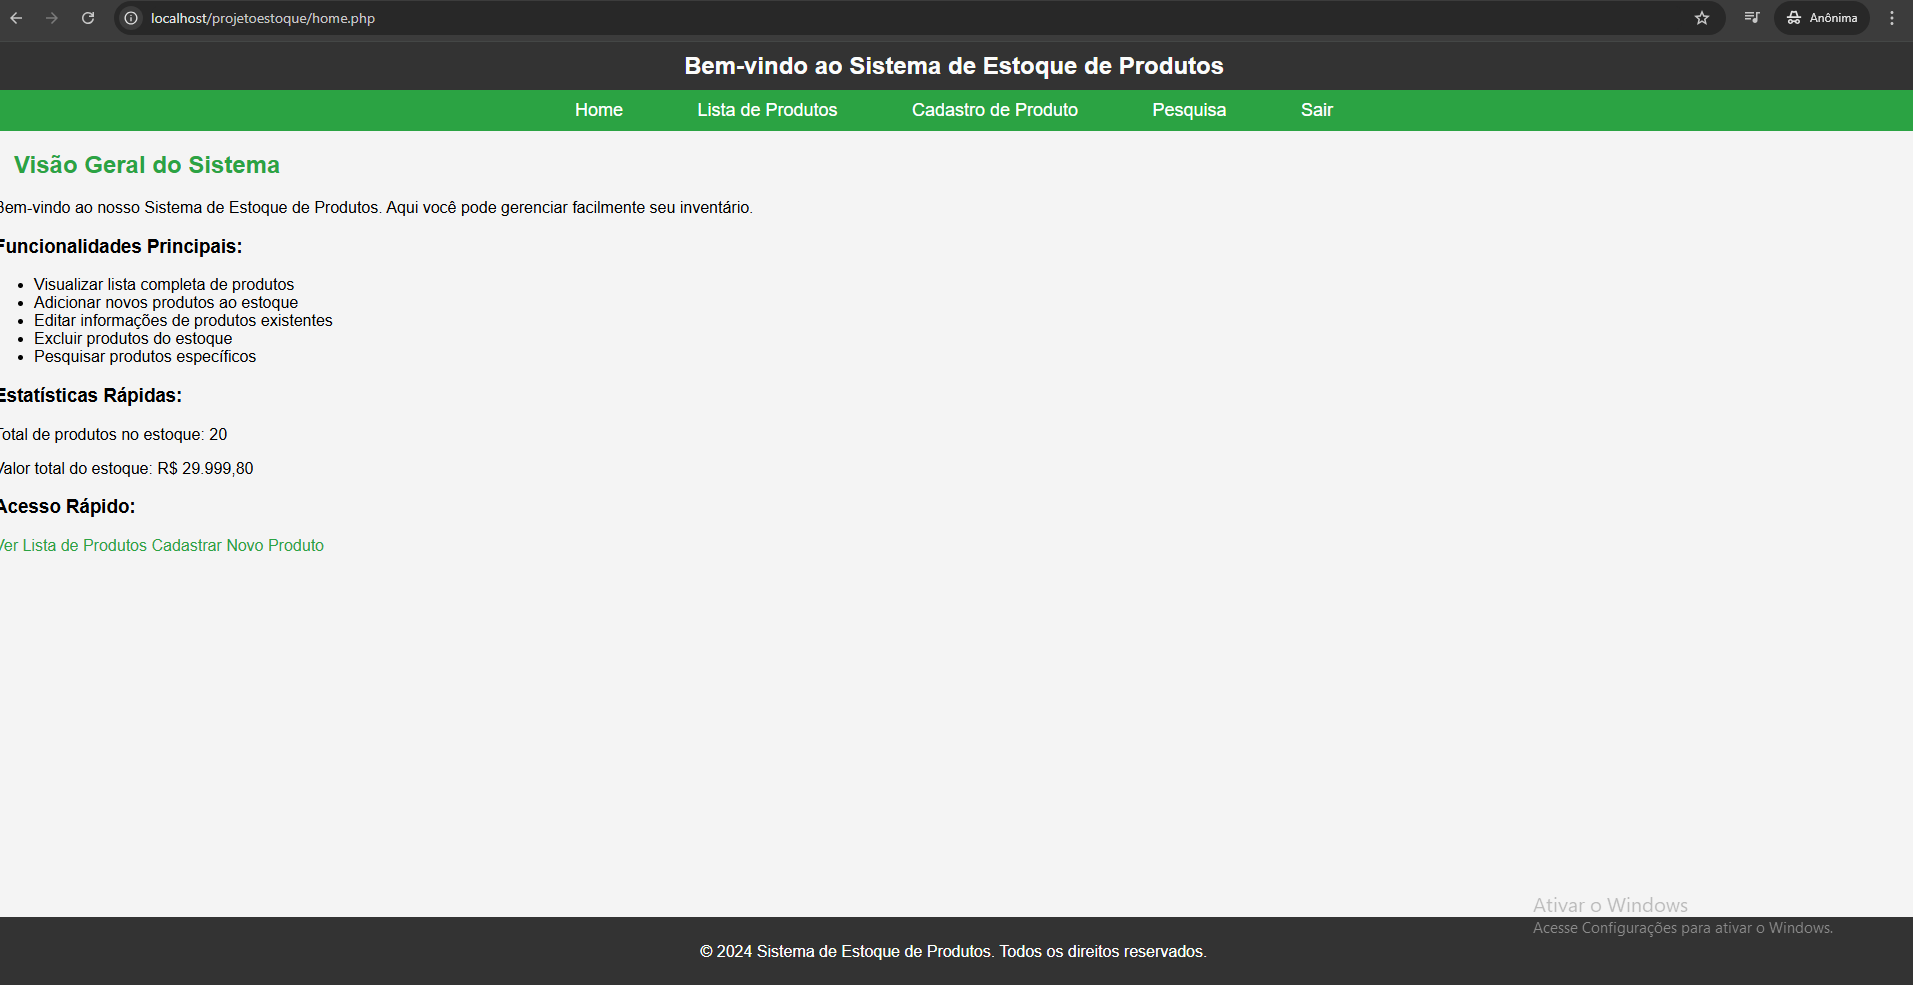 localhost/projetoestoque/home.php
Anônima
Bem-vindo ao Sistema de Estoque de Produtos
Home Lista de Produtos Cadastro de Produto Pesquisa Sair
Visão Geral do Sistema
Bem-vindo ao nosso Sistema de Estoque de Produtos. Aqui você pode gerenciar facilmente seu inventário.
Funcionalidades Principais:
• Visualizar lista completa de produtos
• Adicionar novos produtos ao estoque
• Editar informações de produtos existentes
• Excluir produtos do estoque
• Pesquisar produtos específicos
Estatísticas Rápidas:
Total de produtos no estoque: 20
Valor total do estoque: R$ 29.999,80
Acesso Rápido:
Ver Lista de Produtos Cadastrar Novo Produto
Ativar o Windows
Acesse Configurações para ativar o Windows.
© 2024 Sistema de Estoque de Produtos. Todos os direitos reservados.